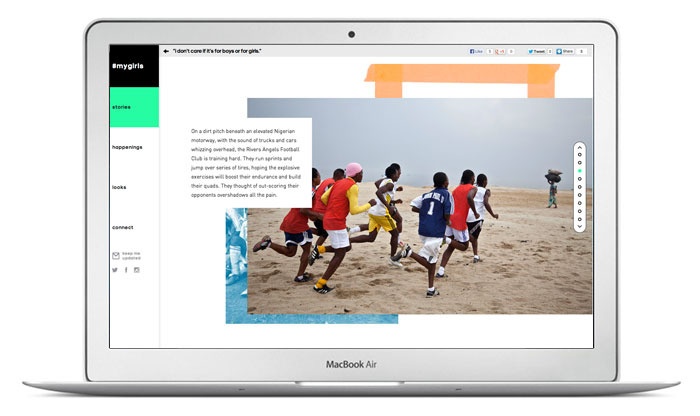 #mygirls
"I don't care if it's for boys or for girls."
Like
Tweet
Share
stories
happenings
looks
connect
keep me
updated
On a dirt pitch beneath an elevated Nigerian
motorway, with the sound of trucks and cars
whizzing overhead, the Rivers Angels Football
Club is training hard. They run sprints and
jump over series of tires, hoping the explosive
exercises will boost their endurance and build
their quads. They thought of out-scoring their
opponents overshadows all the pain.
1
MacBook Air